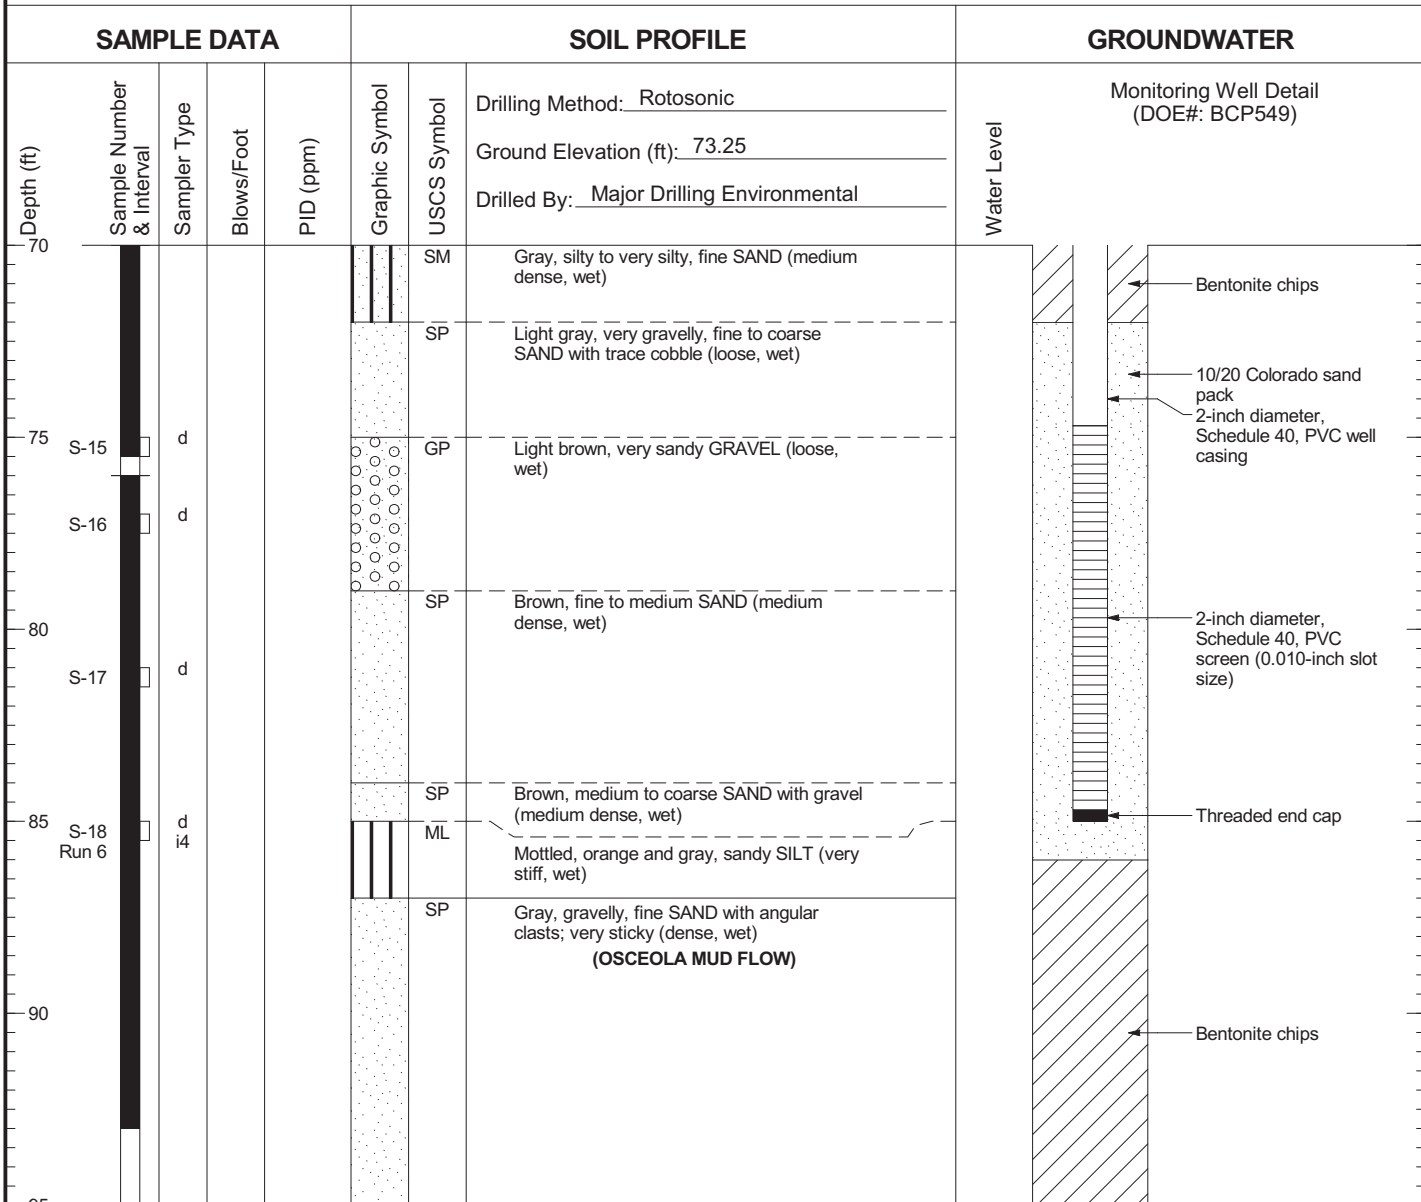 SAMPLE DATA
SOIL PROFILE
GROUNDWATER
Depth (ft)
Sample Number
& Interval
Sampler Type
Blows/Foot
PID (ppm)
Graphic Symbol
USCS Symbol
Drilling Method: Rotosonic
Ground Elevation (ft): 73.25
Drilled By: Major Drilling Environmental
Water Level
Monitoring Well Detail
(DOE#: BCP549)
70
SM
Gray, silty to very silty, fine SAND (medium
dense, wet)
Bentonite chips
SP
Light gray, very gravelly, fine to coarse
SAND with trace cobble (loose, wet)
10/20 Colorado sand
pack
2-inch diameter,
Schedule 40, PVC well
casing
75
S-15
d
GP
Light brown, very sandy GRAVEL (loose,
wet)
S-16
d
SP
Brown, fine to medium SAND (medium
dense, wet)
80
2-inch diameter,
Schedule 40, PVC
screen (0.010-inch slot
size)
S-17
d
SP
Brown, medium to coarse SAND with gravel
(medium dense, wet)
85
S-18
Run 6
d
i4
ML
Mottled, orange and gray, sandy SILT (very
stiff, wet)
Threaded end cap
SP
Gray, gravelly, fine SAND with angular
clasts; very sticky (dense, wet)
(OSCEOLA MUD FLOW)
90
Bentonite chips
95